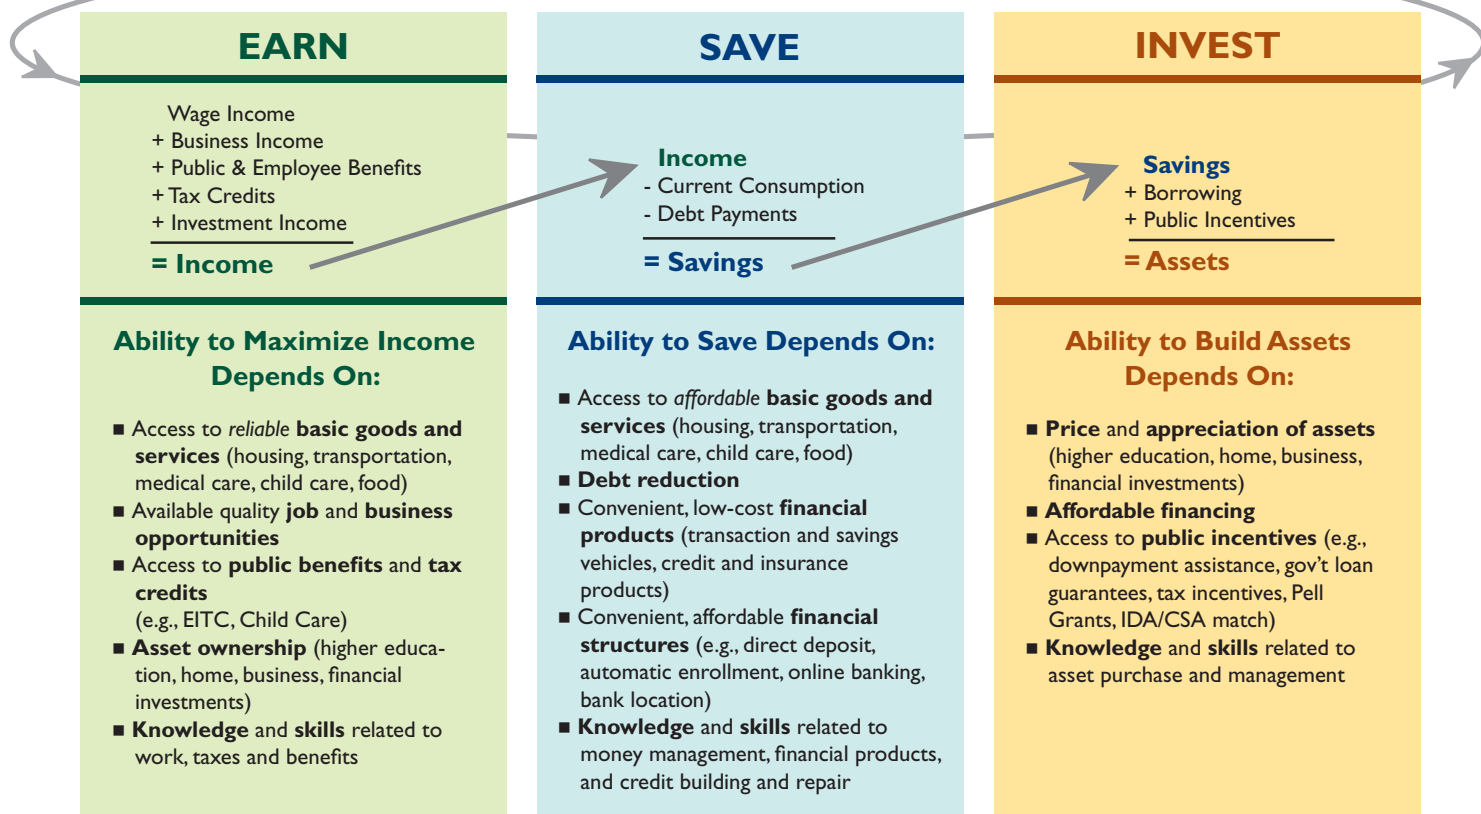 EARN
Wage Income
+ Business Income
+ Public & Employee Benefits
+ Tax Credits
+ Investment Income
= Income
Ability to Maximize Income
Depends On:
■ Access to reliable basic goods and
services (housing, transportation,
medical care, child care, food)
■ Available quality job and business
opportunities
■ Access to public benefits and tax
credits
(e.g., EITC, Child Care)
■ Asset ownership (higher educa-
tion, home, business, financial
investments)
■ Knowledge and skills related to
work, taxes and benefits
SAVE
Income
- Current Consumption
- Debt Payments
= Savings
Ability to Save Depends On:
■ Access to affordable basic goods and
services (housing, transportation,
medical care, child care, food)
■ Debt reduction
■ Convenient, low-cost financial
products (transaction and savings
vehicles, credit and insurance
products)
■ Convenient, affordable financial
structures (e.g., direct deposit,
automatic enrollment, online banking,
bank location)
■ Knowledge and skills related to
money management, financial products,
and credit building and repair
INVEST
Savings
+ Borrowing
+ Public Incentives
= Assets
Ability to Build Assets
Depends On:
■ Price and appreciation of assets
(higher education, home, business,
financial investments)
■ Affordable financing
■ Access to public incentives (e.g.,
downpayment assistance, gov't loan
guarantees, tax incentives, Pell
Grants, IDA/CSA match)
■ Knowledge and skills related to
asset purchase and management